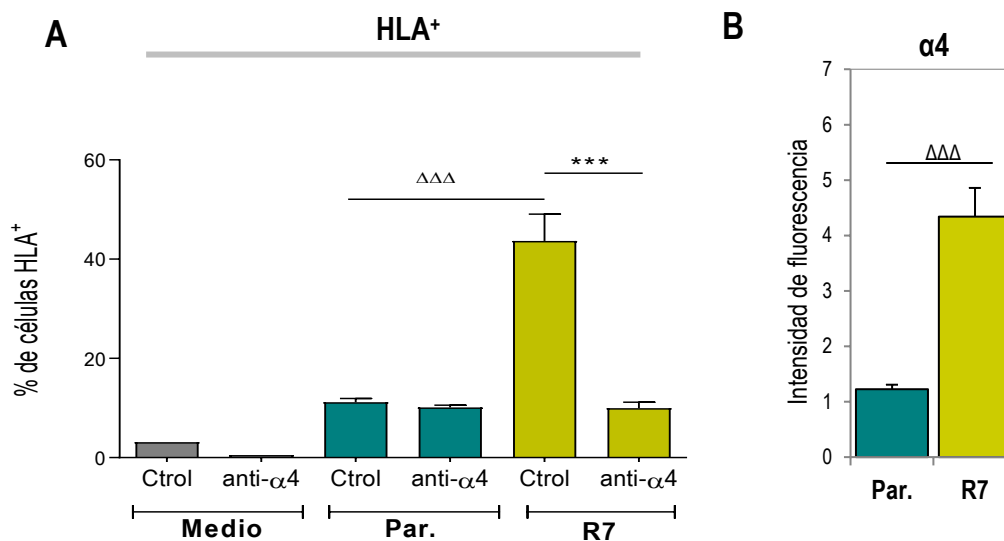 A
HLA⁺
% de células HLA⁺
60
40
20
0
ΔΔΔ
***
Ctrol anti-α4 Ctrol anti-α4 Ctrol anti-α4
Medio Par. R7
B
α4
Intensidad de fluorescencia
7
6
5
4
3
2
1
0
ΔΔΔ
Par. R7